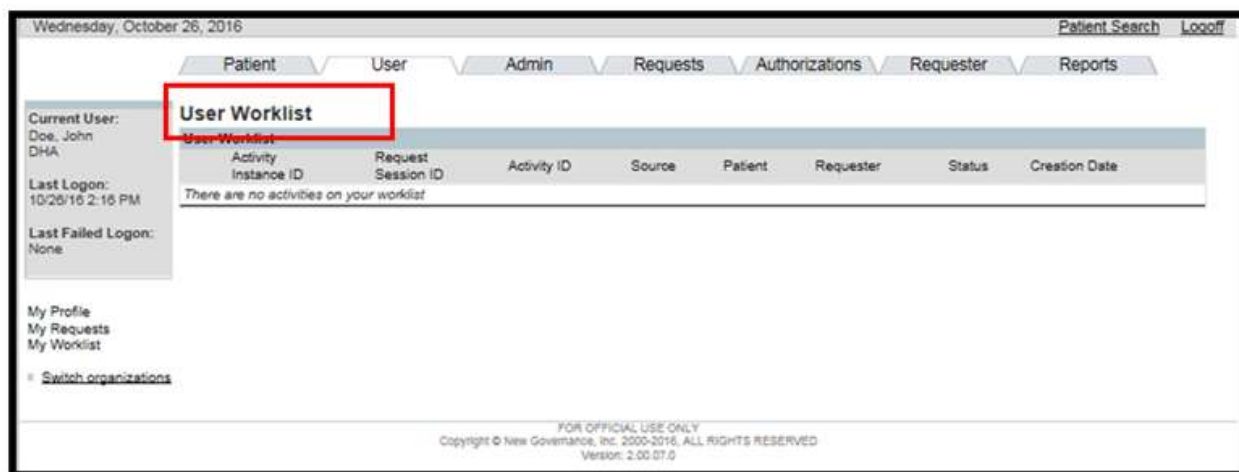 Wednesday, October 26, 2016 Patient Search Logoff
Patient User Admin Requests Authorizations Requester Reports
Current User:
Doe, John
DHA
Last Logon:
10/26/16 2:16 PM
Last Failed Logon:
None
My Profile
My Requests
My Worklist
Switch organizations
User Worklist
User Worklist
Activity Instance ID Request Session ID Activity ID Source Patient Requester Status Creation Date
There are no activities on your worklist
FOR OFFICIAL USE ONLY
Copyright © New Governance, Inc. 2000-2016, ALL RIGHTS RESERVED
Version: 2.00.07.0